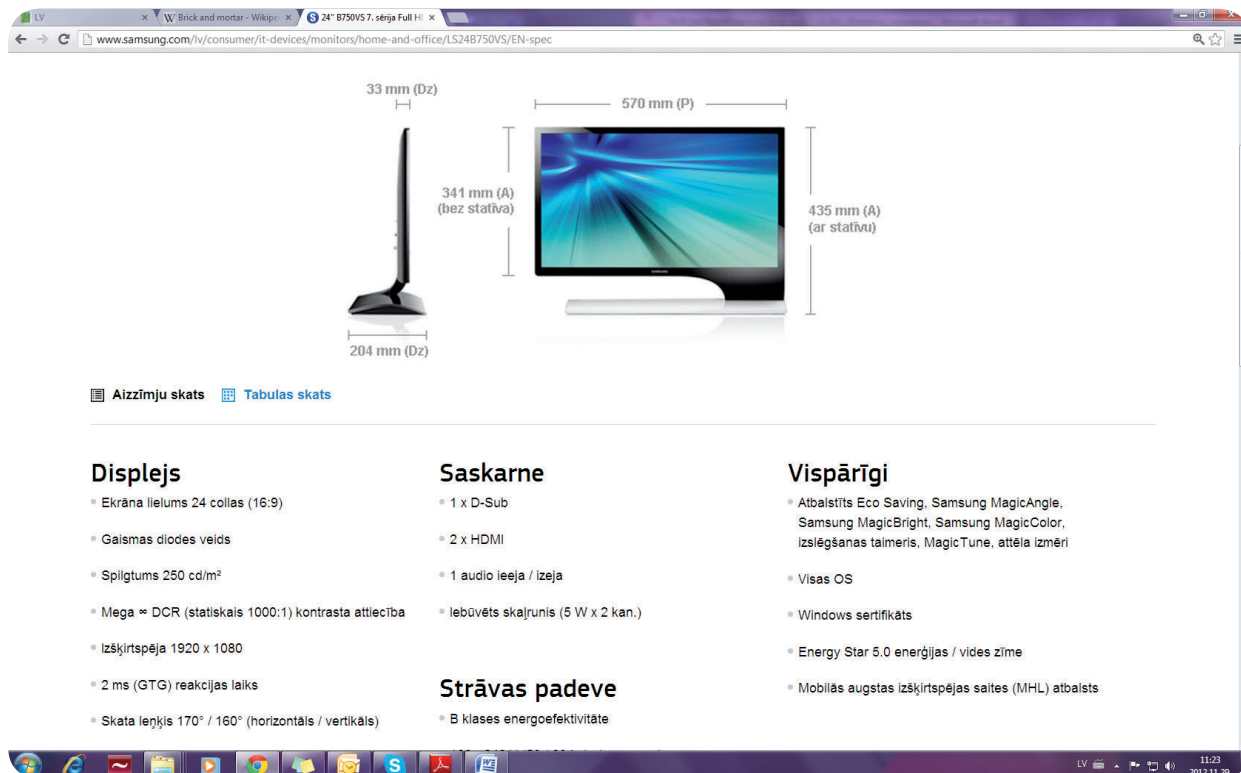 LV
Brick and mortar - Wikipe
24" B750VS 7. sērija Full H
www.samsung.com/lv/consumer/it-devices/monitors/home-and-office/LS24B750VS/EN-spec
33 mm (Dz)
570 mm (P)
341 mm (A)
(bez statīva)
435 mm (A)
(ar statīvu)
SAMSUNG
204 mm (Dz)
Aizzīmju skats
Tabulas skats
Displejs
Ekrāna lielums 24 collas (16:9)
Gaismas diodes veids
Spilgtums 250 cd/m²
Mega ∞ DCR (statiskais 1000:1) kontrasta attiecība
Izšķirtspēja 1920 x 1080
2 ms (GTG) reakcijas laiks
Skata leņķis 170° / 160° (horizontāls / vertikāls)
Saskarne
1 x D-Sub
2 x HDMI
1 audio ieeja / izeja
Iebūvēts skaļrunis (5 W x 2 kan.)
Strāvas padeve
B klases energoefektivitāte
Vispārīgi
Atbalstīts Eco Saving, Samsung MagicAngle,
Samsung MagicBright, Samsung MagicColor,
izslēgšanas taimeris, MagicTune, attēla izmēri
Visas OS
Windows sertifikāts
Energy Star 5.0 enerģijas / vides zīme
Mobilās augstas izšķirtspējas saites (MHL) atbalsts
LV
11:23
2012.11.29